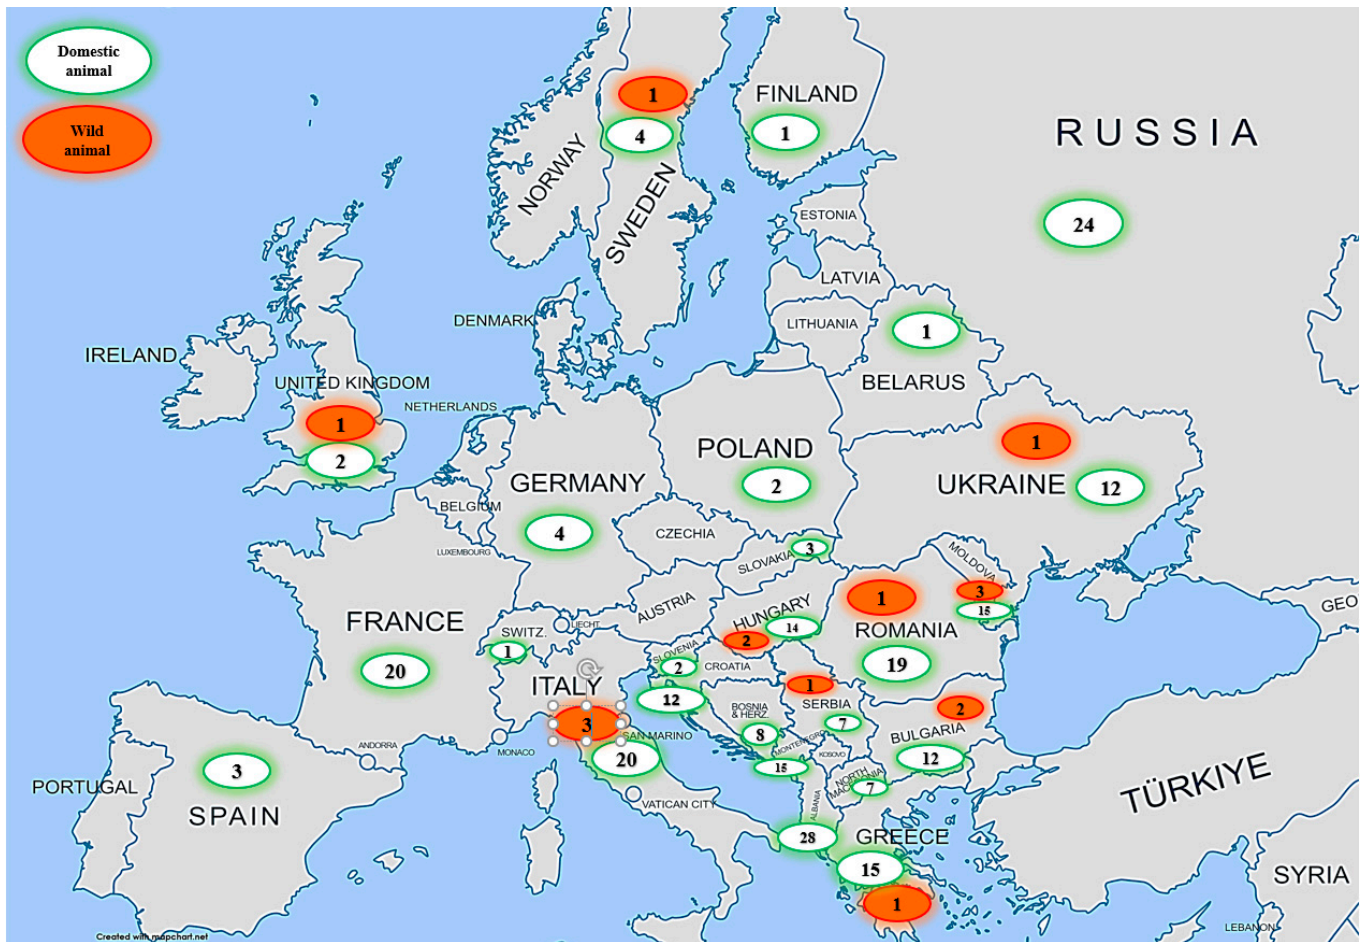 Domestic
animal
Wild
animal
1
4
FINLAND
1
RUSSIA
24
NORWAY
SWEDEN
ESTONIA
LATVIA
LITHUANIA
1
BELARUS
DENMARK
IRELAND
UNITED KINGDOM
1
2
NETHERLANDS
POLAND
2
1
UKRAINE
12
GERMANY
4
BELGIUM
LUXEMBOURG
CZECHIA
SLOVAKIA
3
MOLDOVA
3
15
AUSTRIA
HUNGARY
14
2
1
ROMANIA
19
FRANCE
20
SWITZ.
1
LIECHT.
SLOVENIA
2
CROATIA
12
ITALY
3
SAN MARINO
20
MONACO
VATICAN CITY
1
SERBIA
7
BOSNIA
& HERZ.
8
MONTENEGRO
15
KOSOVO
2
BULGARIA
12
NORTH
MACEDONIA
7
ALBANIA
28
GREECE
15
1
ANDORRA
PORTUGAL
3
SPAIN
TÜRKIYE
GEO
SYRIA
LEBANON
Created with mapchart.net